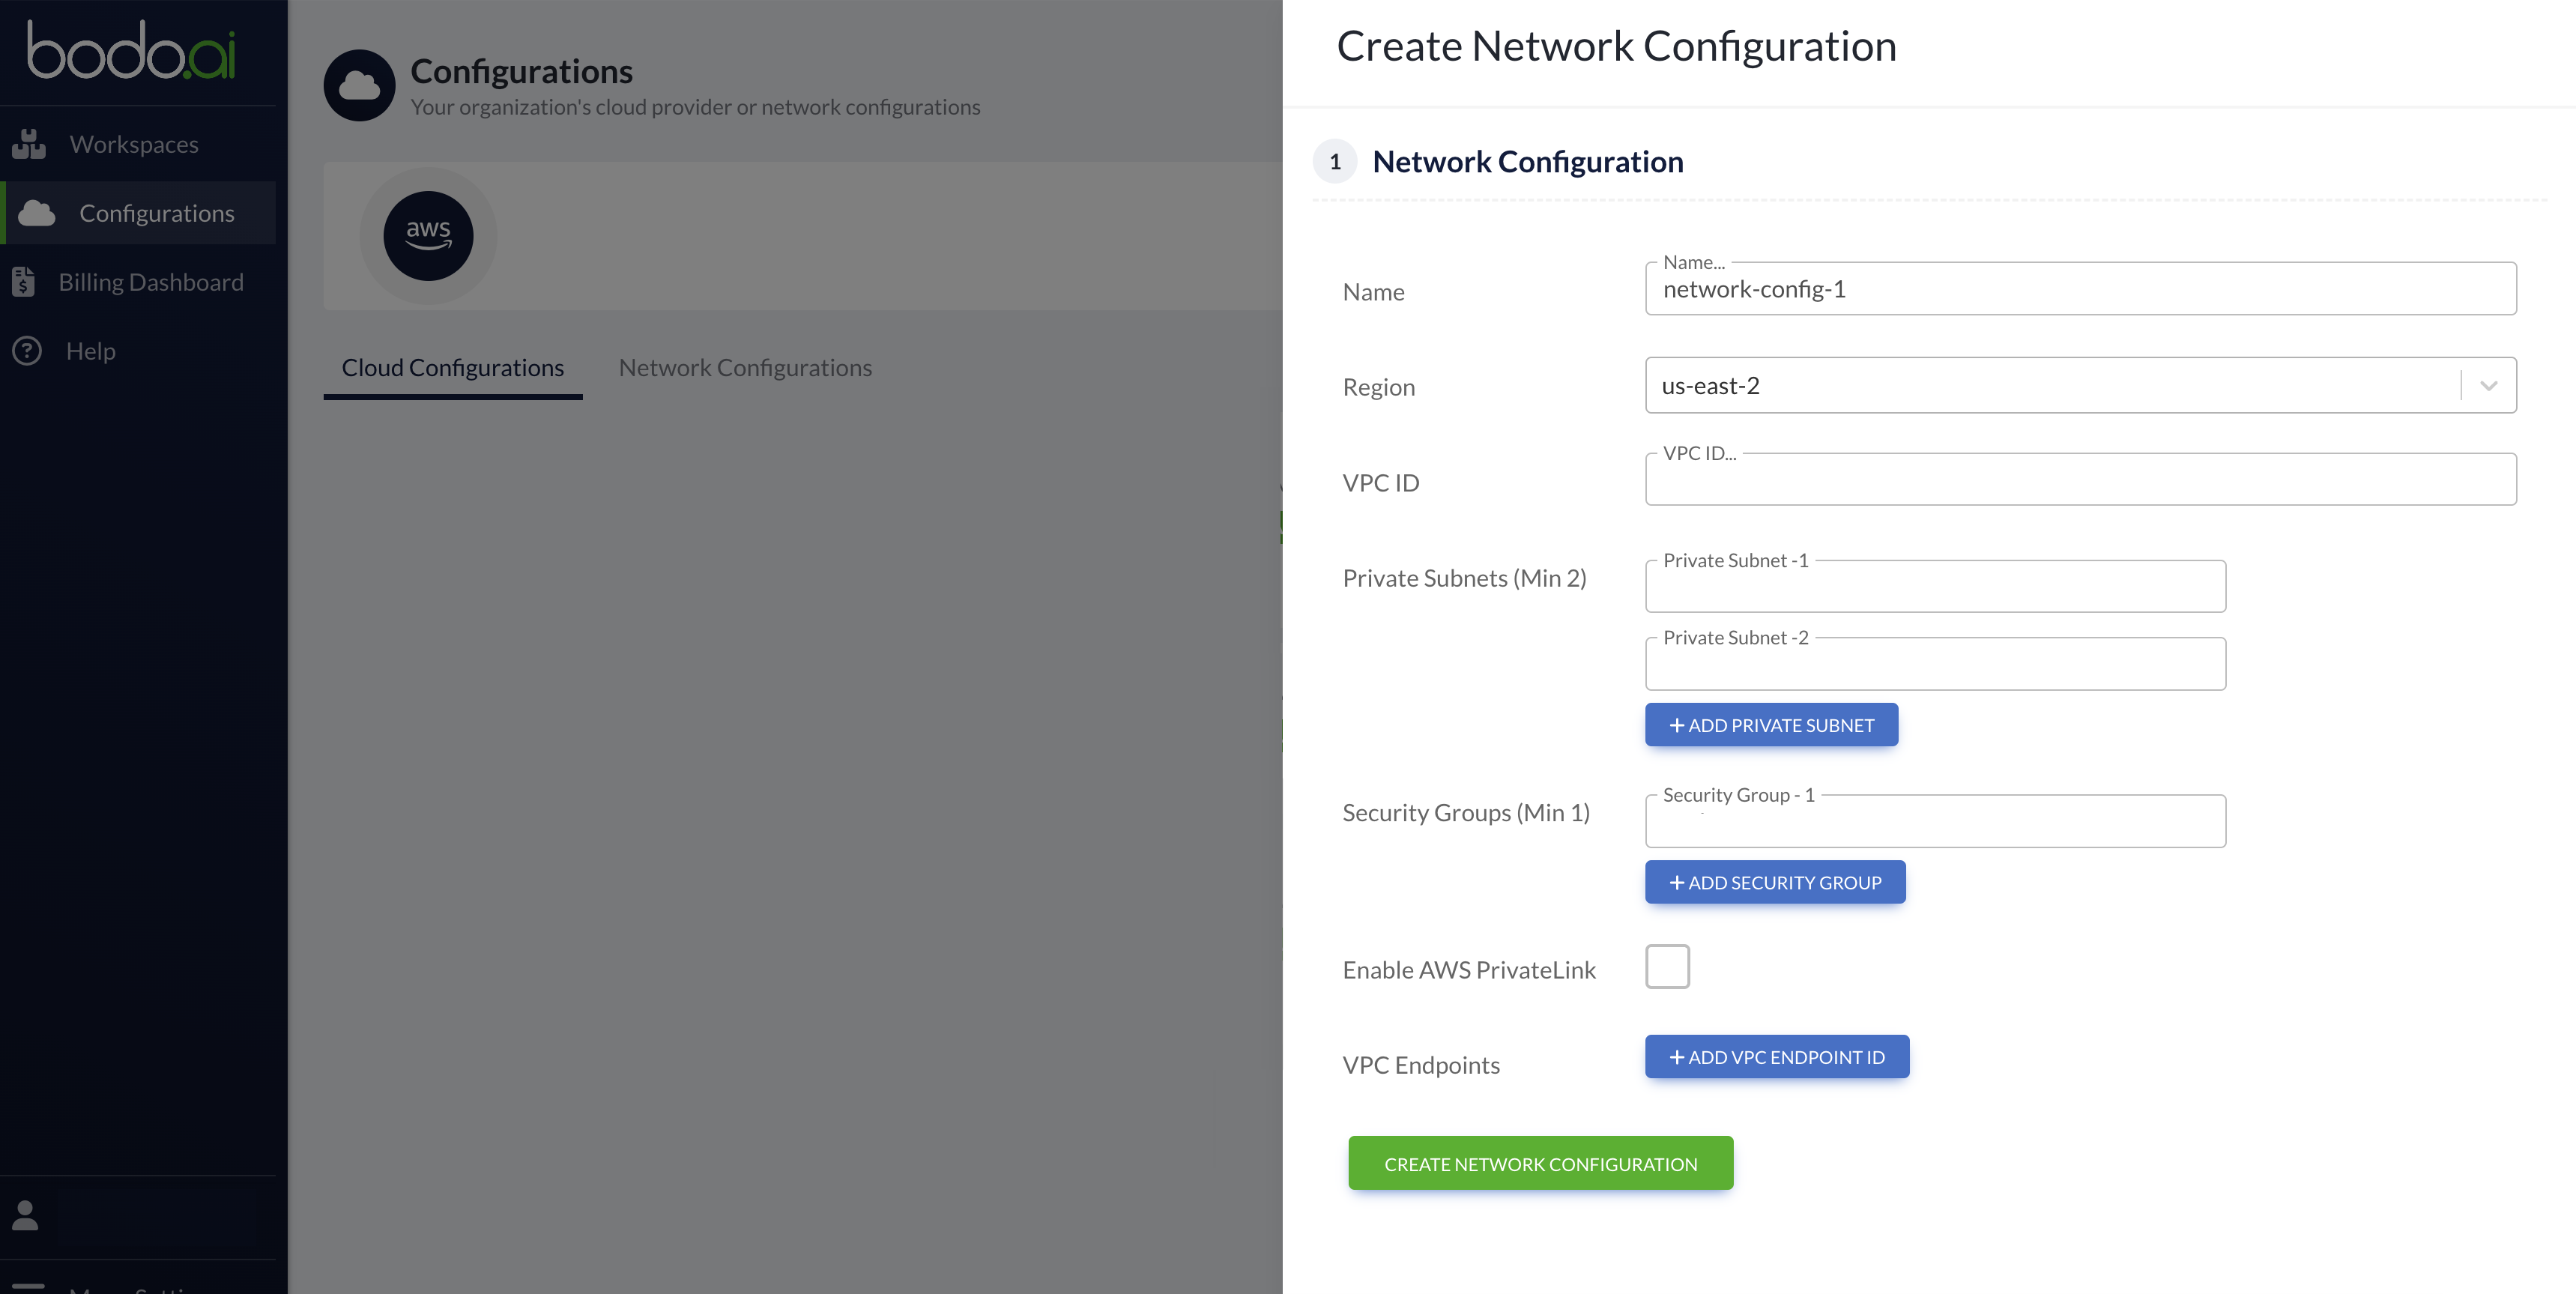 bodo.ai
Workspaces
Configurations
Billing Dashboard
Help
Configurations
Your organization's cloud provider or network configurations
aws
Cloud Configurations
Network Configurations
Create Network Configuration
1 Network Configuration
Name
Name...
network-config-1
Region
us-east-2
VPC ID
VPC ID...
Private Subnets (Min 2)
Private Subnet -1
Private Subnet -2
+ ADD PRIVATE SUBNET
Security Groups (Min 1)
Security Group - 1
+ ADD SECURITY GROUP
Enable AWS PrivateLink
VPC Endpoints
+ ADD VPC ENDPOINT ID
CREATE NETWORK CONFIGURATION